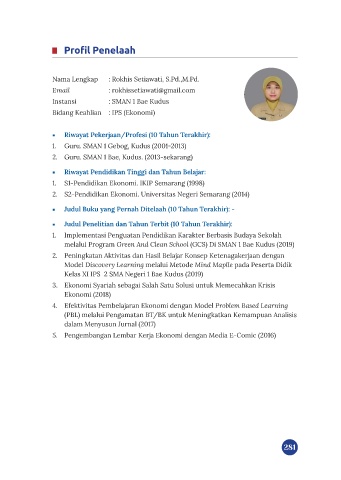 Profil Penelaah
Nama Lengkap : Rokhis Setiawati, S.Pd.,M.Pd.
Email : rokhissetiawati@gmail.com
Instansi : SMAN 1 Bae Kudus
Bidang Keahlian : IPS (Ekonomi)
• Riwayat Pekerjaan/Profesi (10 Tahun Terakhir):
1. Guru. SMAN 1 Gebog, Kudus (2001-2013)
2. Guru. SMAN 1 Bae, Kudus. (2013-sekarang)
• Riwayat Pendidikan Tinggi dan Tahun Belajar:
1. S1-Pendidikan Ekonomi. IKIP Semarang (1998)
2. S2-Pendidikan Ekonomi. Universitas Negeri Semarang (2014)
• Judul Buku yang Pernah Ditelaah (10 Tahun Terakhir): -
• Judul Penelitian dan Tahun Terbit (10 Tahun Terakhir):
1. Implementasi Penguatan Pendidikan Karakter Berbasis Budaya Sekolah
melalui Program Green And Clean School (GCS) Di SMAN 1 Bae Kudus (2019)
2. Peningkatan Aktivitas dan Hasil Belajar Konsep Ketenagakerjaan dengan
Model Discovery Learning melalui Metode Mind Mapile pada Peserta Didik
Kelas XI IPS 2 SMA Negeri 1 Bae Kudus (2019)
3. Ekonomi Syariah sebagai Salah Satu Solusi untuk Memecahkan Krisis
Ekonomi (2018)
4. Efektivitas Pembelajaran Ekonomi dengan Model Problem Based Learning
(PBL) melalui Pengamatan BT/BK untuk Meningkatkan Kemampuan Analisis
dalam Menyusun Jurnal (2017)
5. Pengembangan Lembar Kerja Ekonomi dengan Media E-Comic (2016)
281